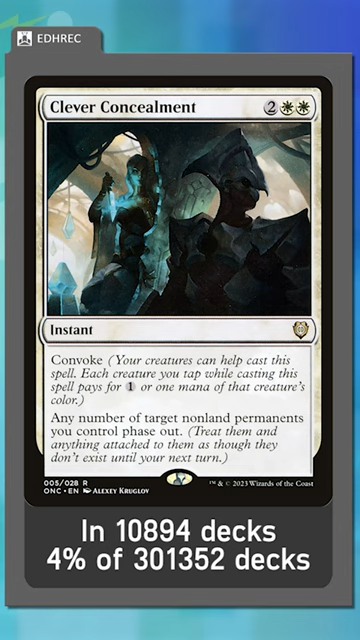 EDHREC
Clever Concealment 2
Instant
Convoke (Your creatures can help cast this
spell. Each creature you tap while casting this
spell pays for 1 or one mana of that creature's
color.)
Any number of target nonland permanents
you control phase out. (Treat them and
anything attached to them as though they
don't exist until your next turn.)
005/028 R
ONC • EN Alexey Kruglov
™ & © 2023 Wizards of the Coast
In 10894 decks
4% of 301352 decks